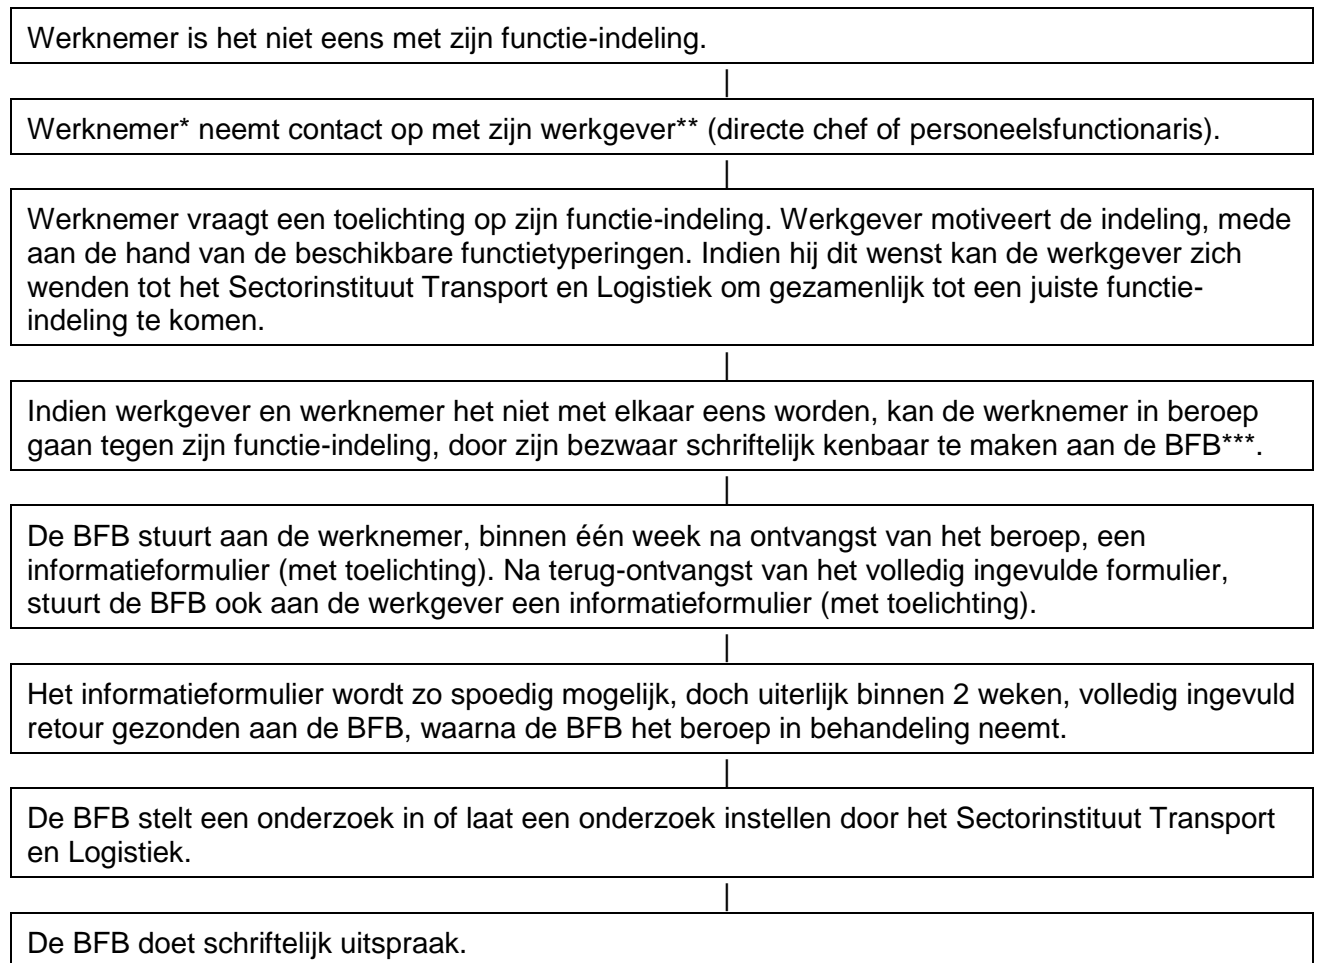 Werknemer is het niet eens met zijn functie-indeling.
Werknemer* neemt contact op met zijn werkgever** (directe chef of personeelsfunctionaris).
Werknemer vraagt een toelichting op zijn functie-indeling. Werkgever motiveert de indeling, mede
aan de hand van de beschikbare functietyperingen. Indien hij dit wenst kan de werkgever zich
wenden tot het Sectorinstituut Transport en Logistiek om gezamenlijk tot een juiste functie-
indeling te komen.
Indien werkgever en werknemer het niet met elkaar eens worden, kan de werknemer in beroep
gaan tegen zijn functie-indeling, door zijn bezwaar schriftelijk kenbaar te maken aan de BFB***.
De BFB stuurt aan de werknemer, binnen één week na ontvangst van het beroep, een
informatieformulier (met toelichting). Na terug-ontvangst van het volledig ingevulde formulier,
stuurt de BFB ook aan de werkgever een informatieformulier (met toelichting).
Het informatieformulier wordt zo spoedig mogelijk, doch uiterlijk binnen 2 weken, volledig ingevuld
retour gezonden aan de BFB, waarna de BFB het beroep in behandeling neemt.
De BFB stelt een onderzoek in of laat een onderzoek instellen door het Sectorinstituut Transport
en Logistiek.
De BFB doet schriftelijk uitspraak.